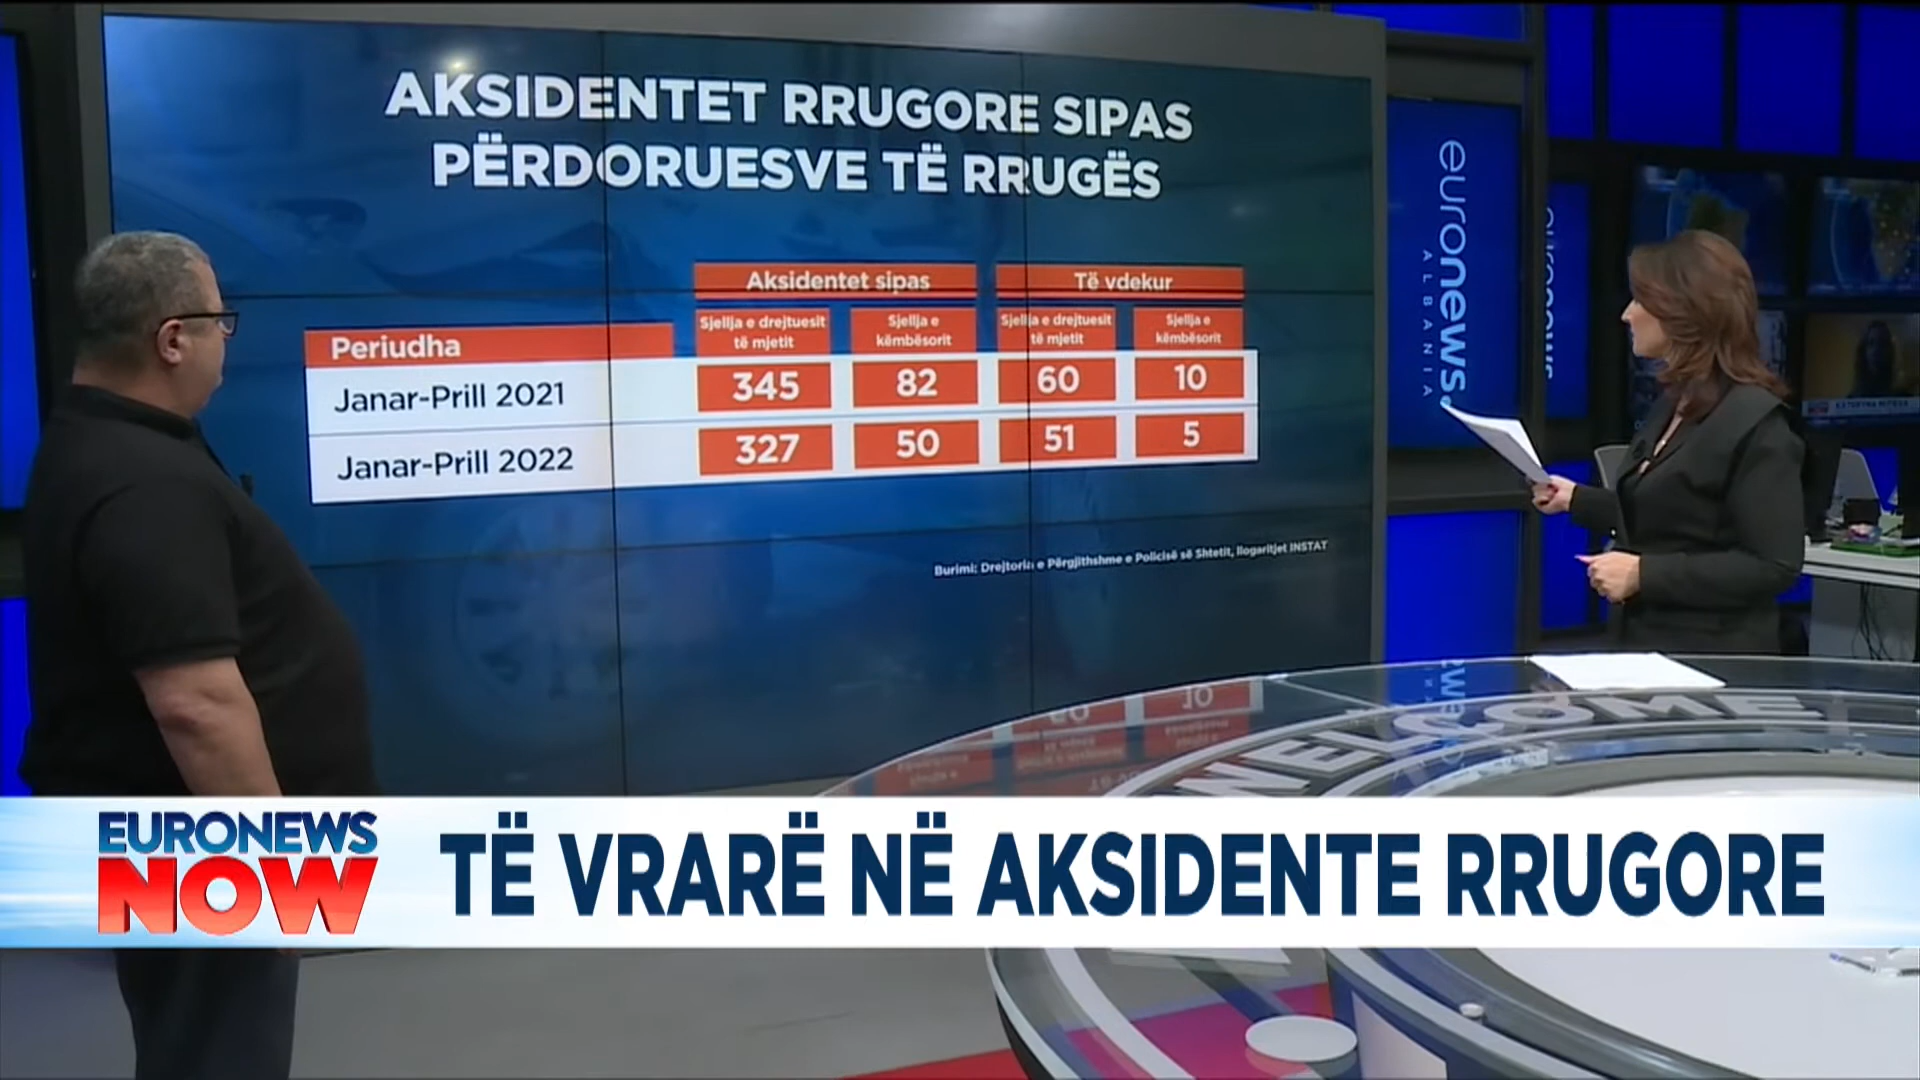 AKSIDENTET RRUGORE SIPAS
PËRDORUESVE TË RRUGËS
Aksidentet sipas
Të vdekur
Periudha
Sjellja e drejtuesit
të mjetit
Sjellja e
këmbësorit
Sjellja e drejtuesit
të mjetit
Sjellja e
këmbësorit
Janar-Prill 2021
345
82
60
10
Janar-Prill 2022
327
50
51
5
Burimi: Drejtoria e Përgjithshme e Policisë së Shtetit, llogaritjet INSTAT
euronews.
ALBANIA
euronews
WELCOME
EURONEWS
NOW
TË VRARË NË AKSIDENTE RRUGORE